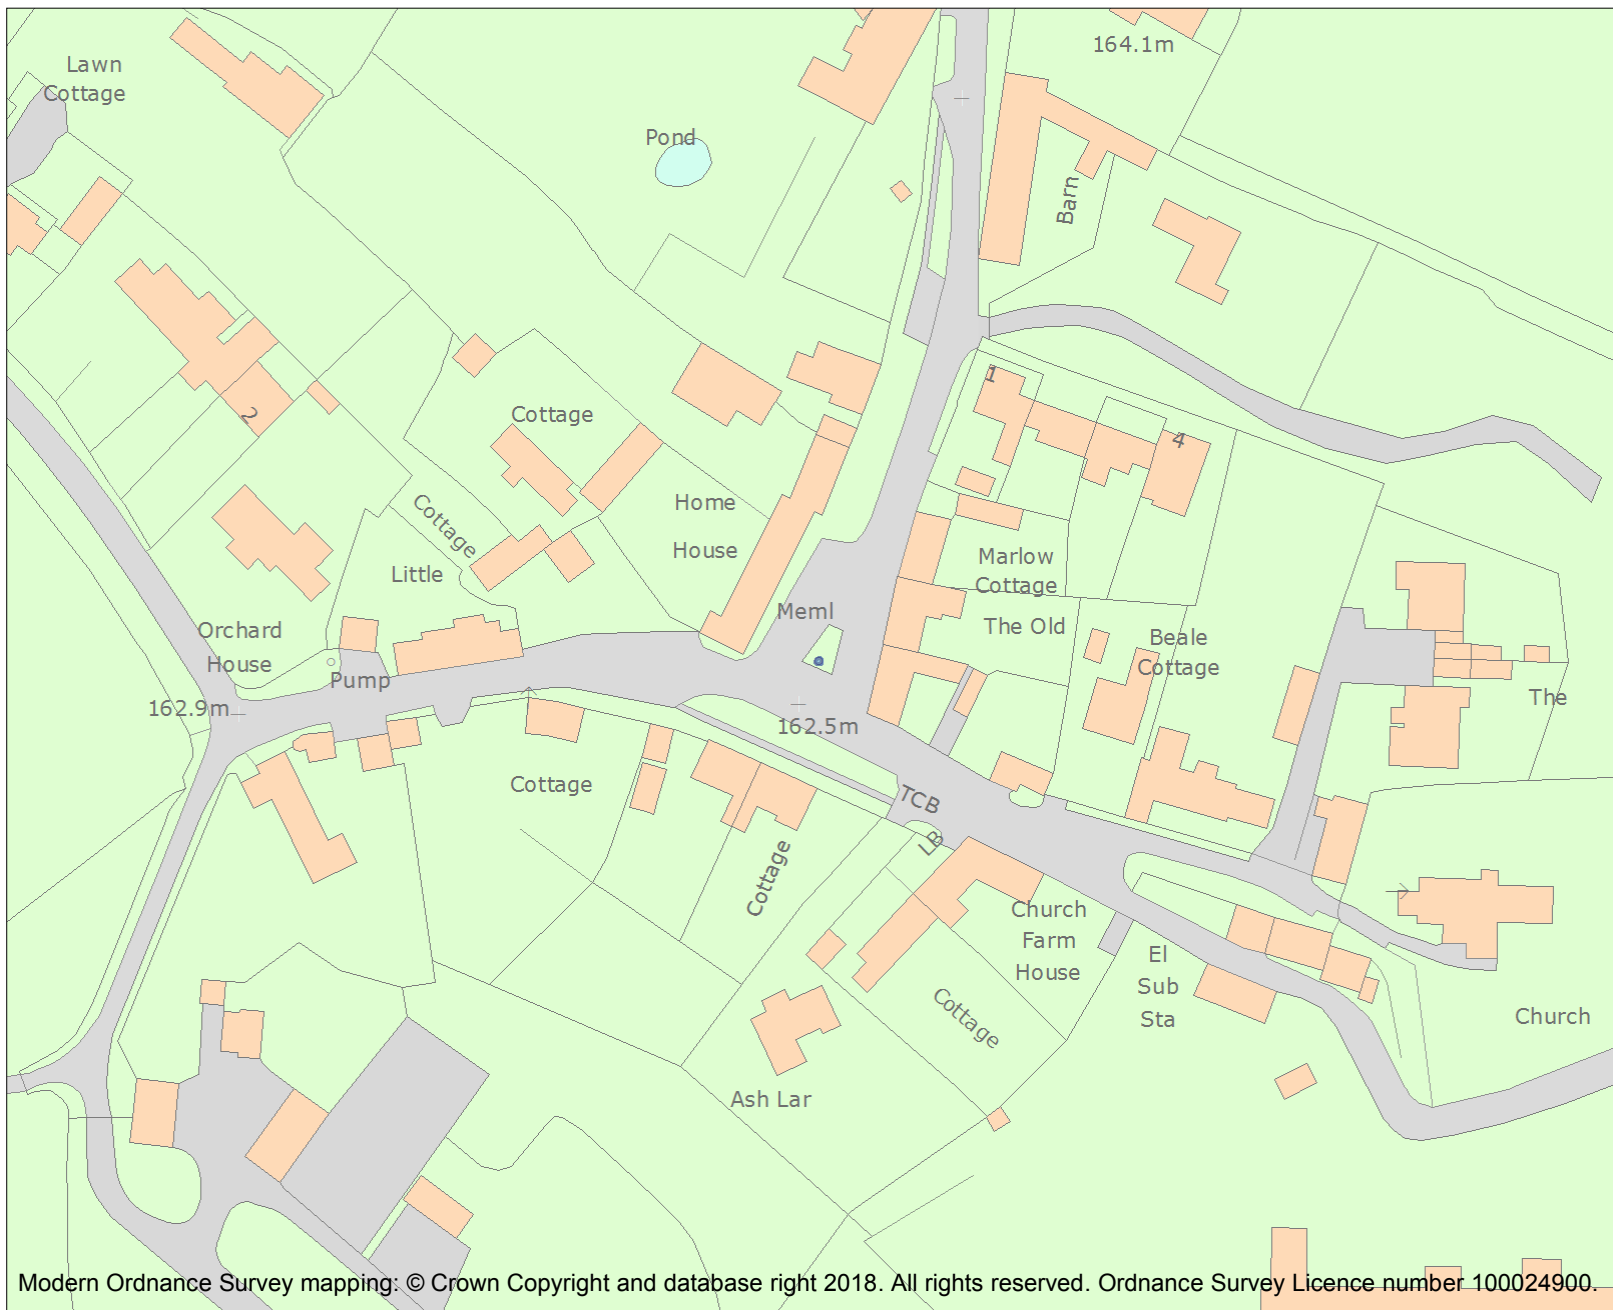 Lawn
Cottage
164.1m
Pond
Barn
1
2
Cottage
4
Home
House
Cottage
Little
Marlow
Cottage
Meml
The Old
Orchard
House
Beale
Cottage
Pump
162.9m
The
162.5m
Cottage
TCB
LB
Cottage
Church
Farm
House
El
Sub
Sta
Cottage
Church
Ash Lar
Modern Ordnance Survey mapping: © Crown Copyright and database right 2018. All rights reserved. Ordnance Survey Licence number 100024900.